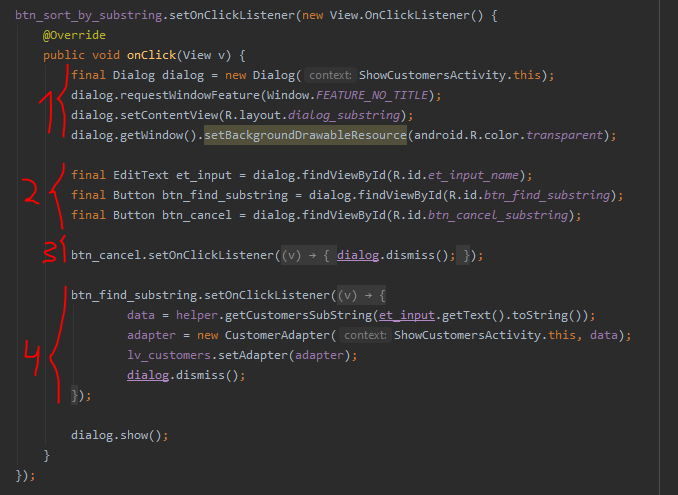 btn_sort_by_substring.setOnClickListener(new View.OnClickListener() {
@Override
public void onClick(View v) {
1 final Dialog dialog = new Dialog( context: ShowCustomersActivity.this);
dialog.requestWindowFeature(Window.FEATURE_NO_TITLE);
dialog.setContentView(R.layout.dialog_substring);
dialog.getWindow().setBackgroundDrawableResource(android.R.color.transparent);
2 final EditText et_input = dialog.findViewById(R.id.et_input_name);
final Button btn_find_substring = dialog.findViewById(R.id.btn_find_substring);
final Button btn_cancel = dialog.findViewById(R.id.btn_cancel_substring);
3 btn_cancel.setOnClickListener((v) → { dialog.dismiss(); });
4 btn_find_substring.setOnClickListener((v) → {
data = helper.getCustomersSubString(et_input.getText().toString());
adapter = new CustomerAdapter( context: ShowCustomersActivity.this, data);
lv_customers.setAdapter(adapter);
dialog.dismiss();
});
dialog.show();
}
});